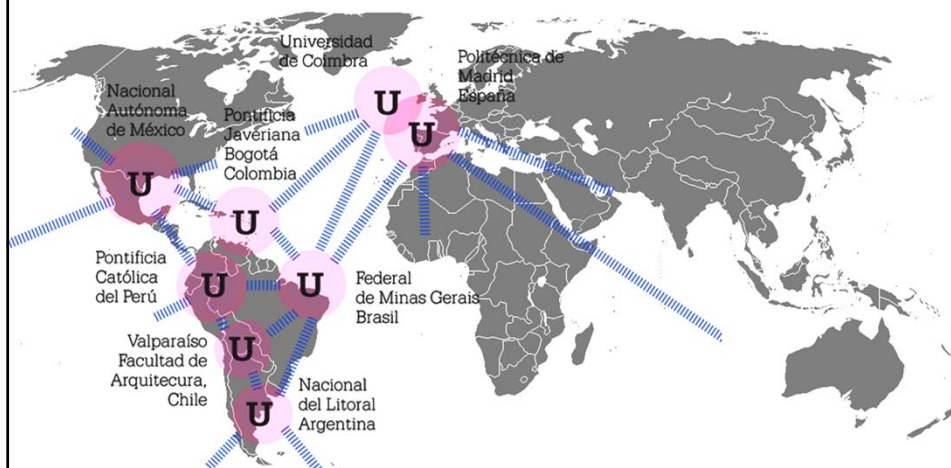 Universidad
de Coimbra
Politécnica de
Madrid
España
Nacional
Autónoma
de México
Pontificia
Javeriana
Bogotá
Colombia
U
U
U
U
Pontificia
Católica
del Perú
U
U
Federal
de Minas Gerais
Brasil
Valparaíso
Facultad de
Arquitecura,
Chile
U
Nacional
del Litoral
Argentina
U